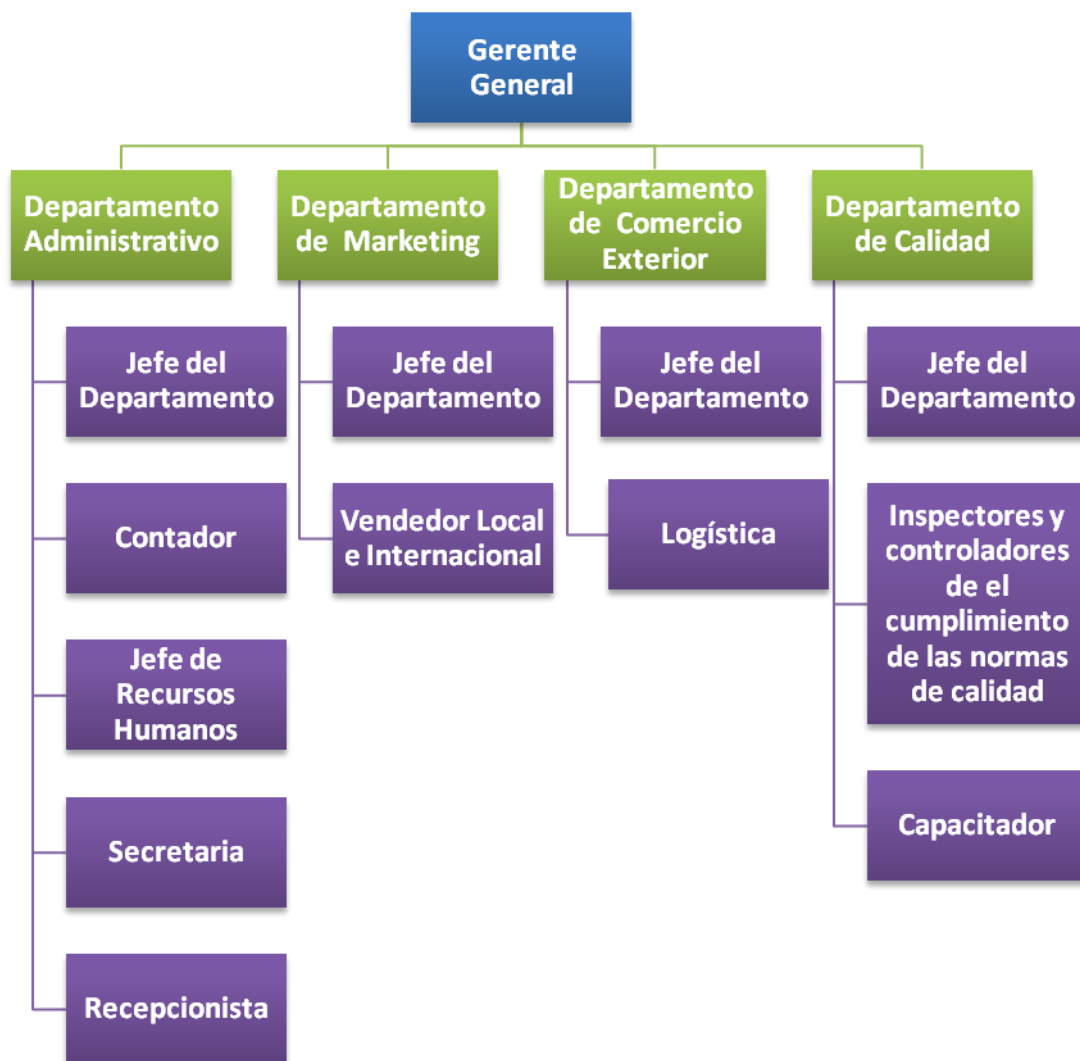 Gerente
General
Departamento
Administrativo
Departamento
de Marketing
Departamento
de Comercio
Exterior
Departamento
de Calidad
Jefe del
Departamento
Contador
Jefe de
Recursos
Humanos
Secretaria
Recepcionista
Jefe del
Departamento
Vendedor Local
e Internacional
Jefe del
Departamento
Logística
Jefe del
Departamento
Inspectores y
controladores
de el
cumplimiento
de las normas
de calidad
Capacitador